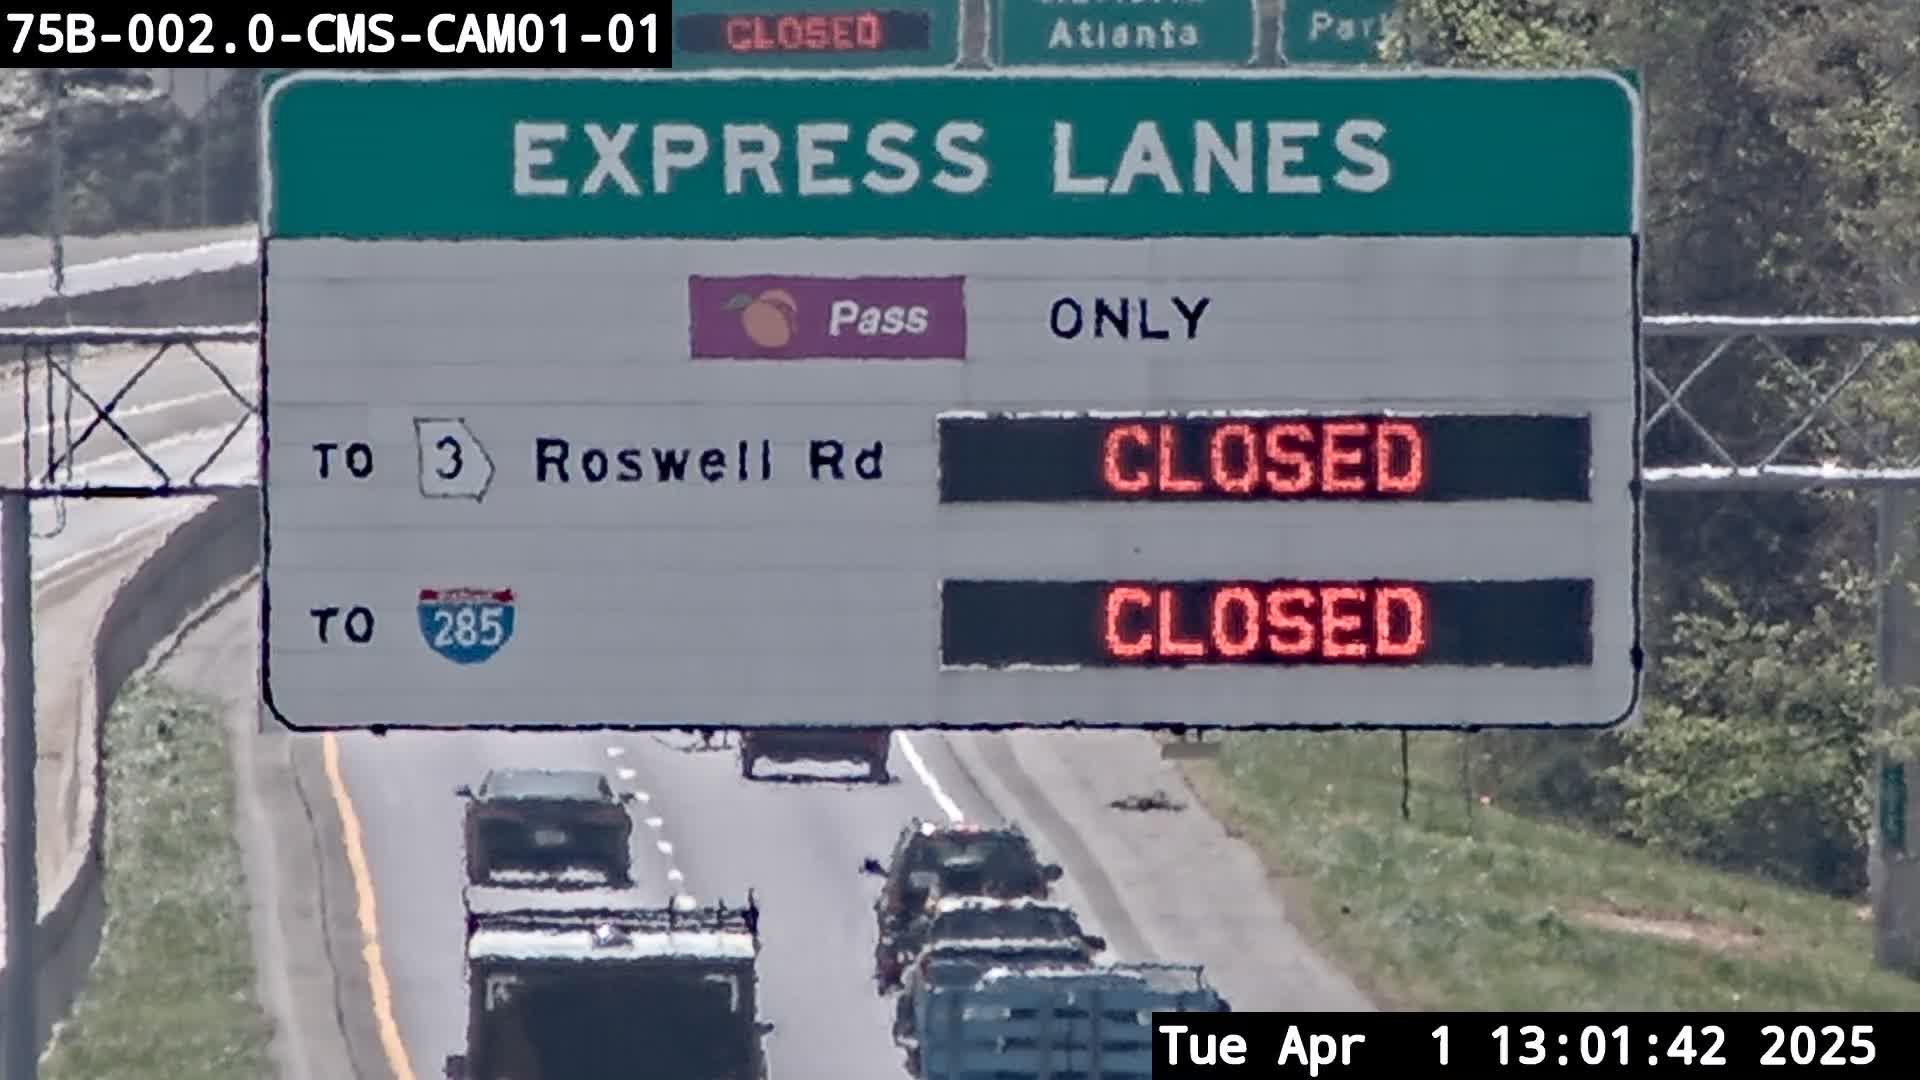 75B-002.0-CMS-CAM01-01
CLOSED
Atlanta
EXPRESS LANES
Pass ONLY
TO 3 Roswell Rd CLOSED
TO 285 CLOSED
Tue Apr 1 13:01:42 2025